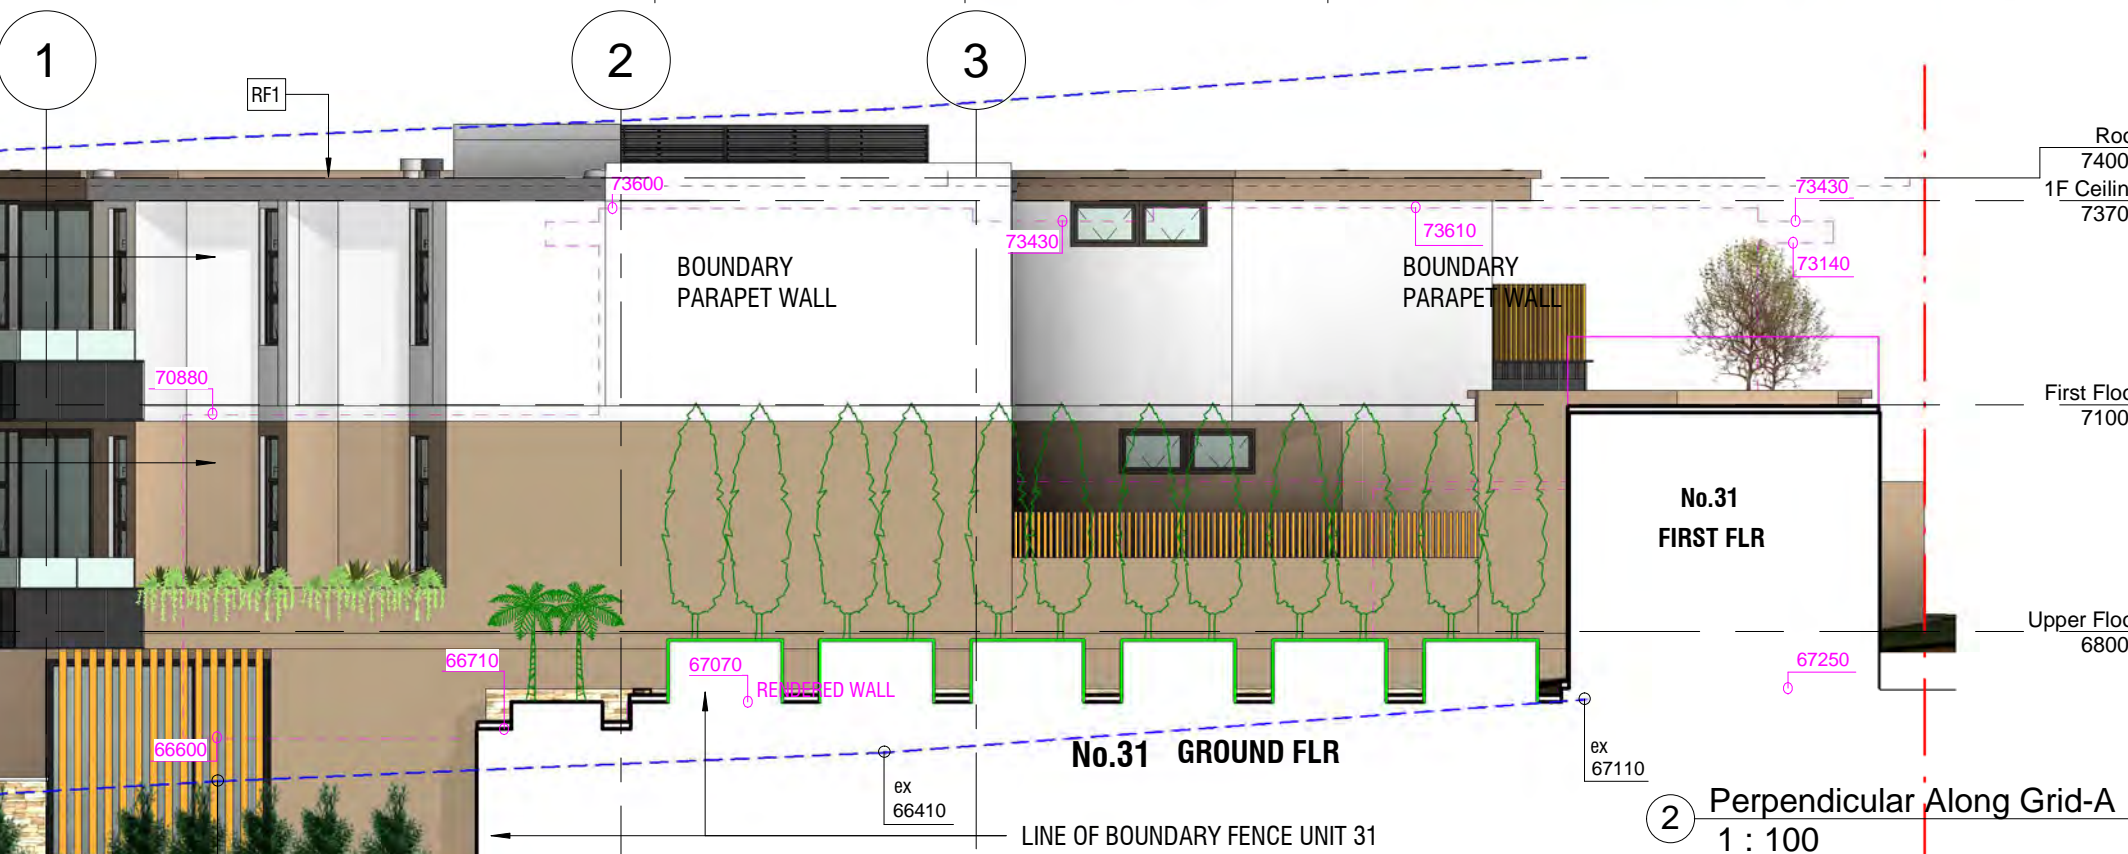 1
2
3
RF1
73600
73430
73610
73430
73140
Roo
7400
1F Ceilin
7370
BOUNDARY
PARAPET WALL
BOUNDARY
PARAPET WALL
70880
First Floo
7100
No.31
FIRST FLR
Upper Floo
6800
66710
67070
RENDERED WALL
67250
66600
No.31 GROUND FLR
ex
66410
ex
67110
LINE OF BOUNDARY FENCE UNIT 31
2
Perpendicular Along Grid-A
1 : 100